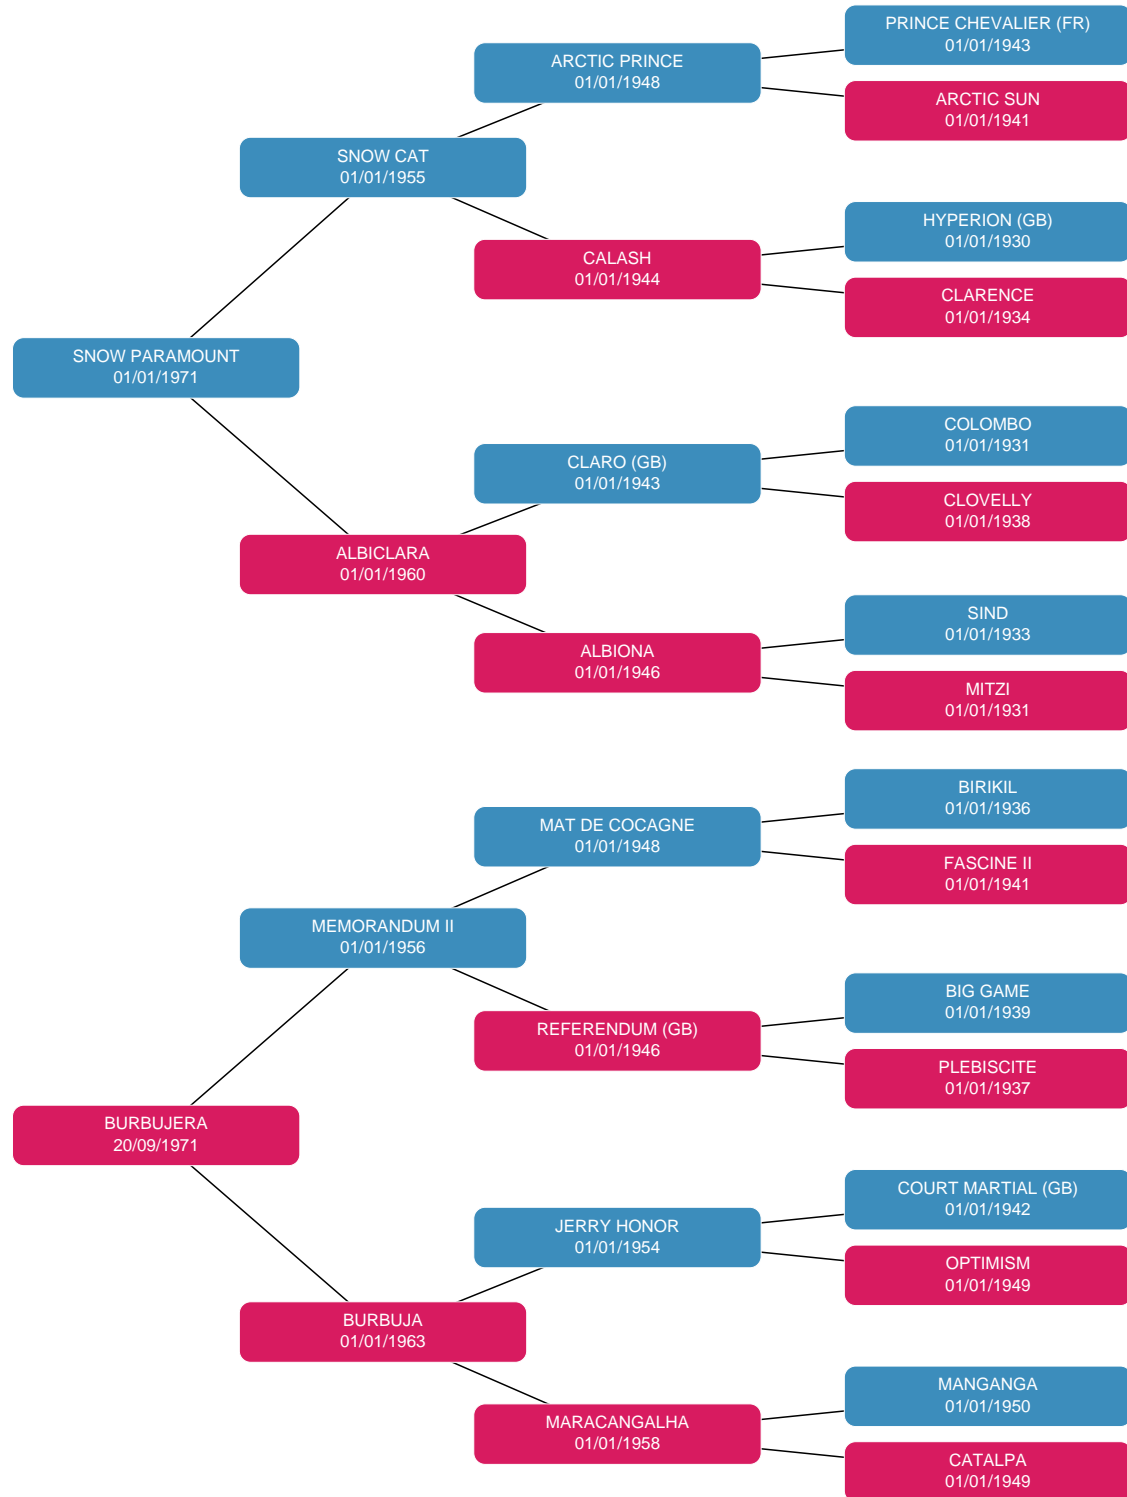 PRINCE CHEVALIER (FR)
01/01/1943
ARCTIC PRINCE
01/01/1948
ARCTIC SUN
01/01/1941
SNOW CAT
01/01/1955
HYPERION (GB)
01/01/1930
CALASH
01/01/1944
CLARENCE
01/01/1934
SNOW PARAMOUNT
01/01/1971
COLOMBO
01/01/1931
CLARO (GB)
01/01/1943
CLOVELLY
01/01/1938
ALBICLARA
01/01/1960
SIND
01/01/1933
ALBIONA
01/01/1946
MITZI
01/01/1931
BIRIKIL
01/01/1936
MAT DE COCAGNE
01/01/1948
FASCINE II
01/01/1941
MEMORANDUM II
01/01/1956
BIG GAME
01/01/1939
REFERENDUM (GB)
01/01/1946
PLEBISCITE
01/01/1937
BURBUJERA
20/09/1971
COURT MARTIAL (GB)
01/01/1942
JERRY HONOR
01/01/1954
OPTIMISM
01/01/1949
BURBUJA
01/01/1963
MANGANGA
01/01/1950
MARACANGALHA
01/01/1958
CATALPA
01/01/1949